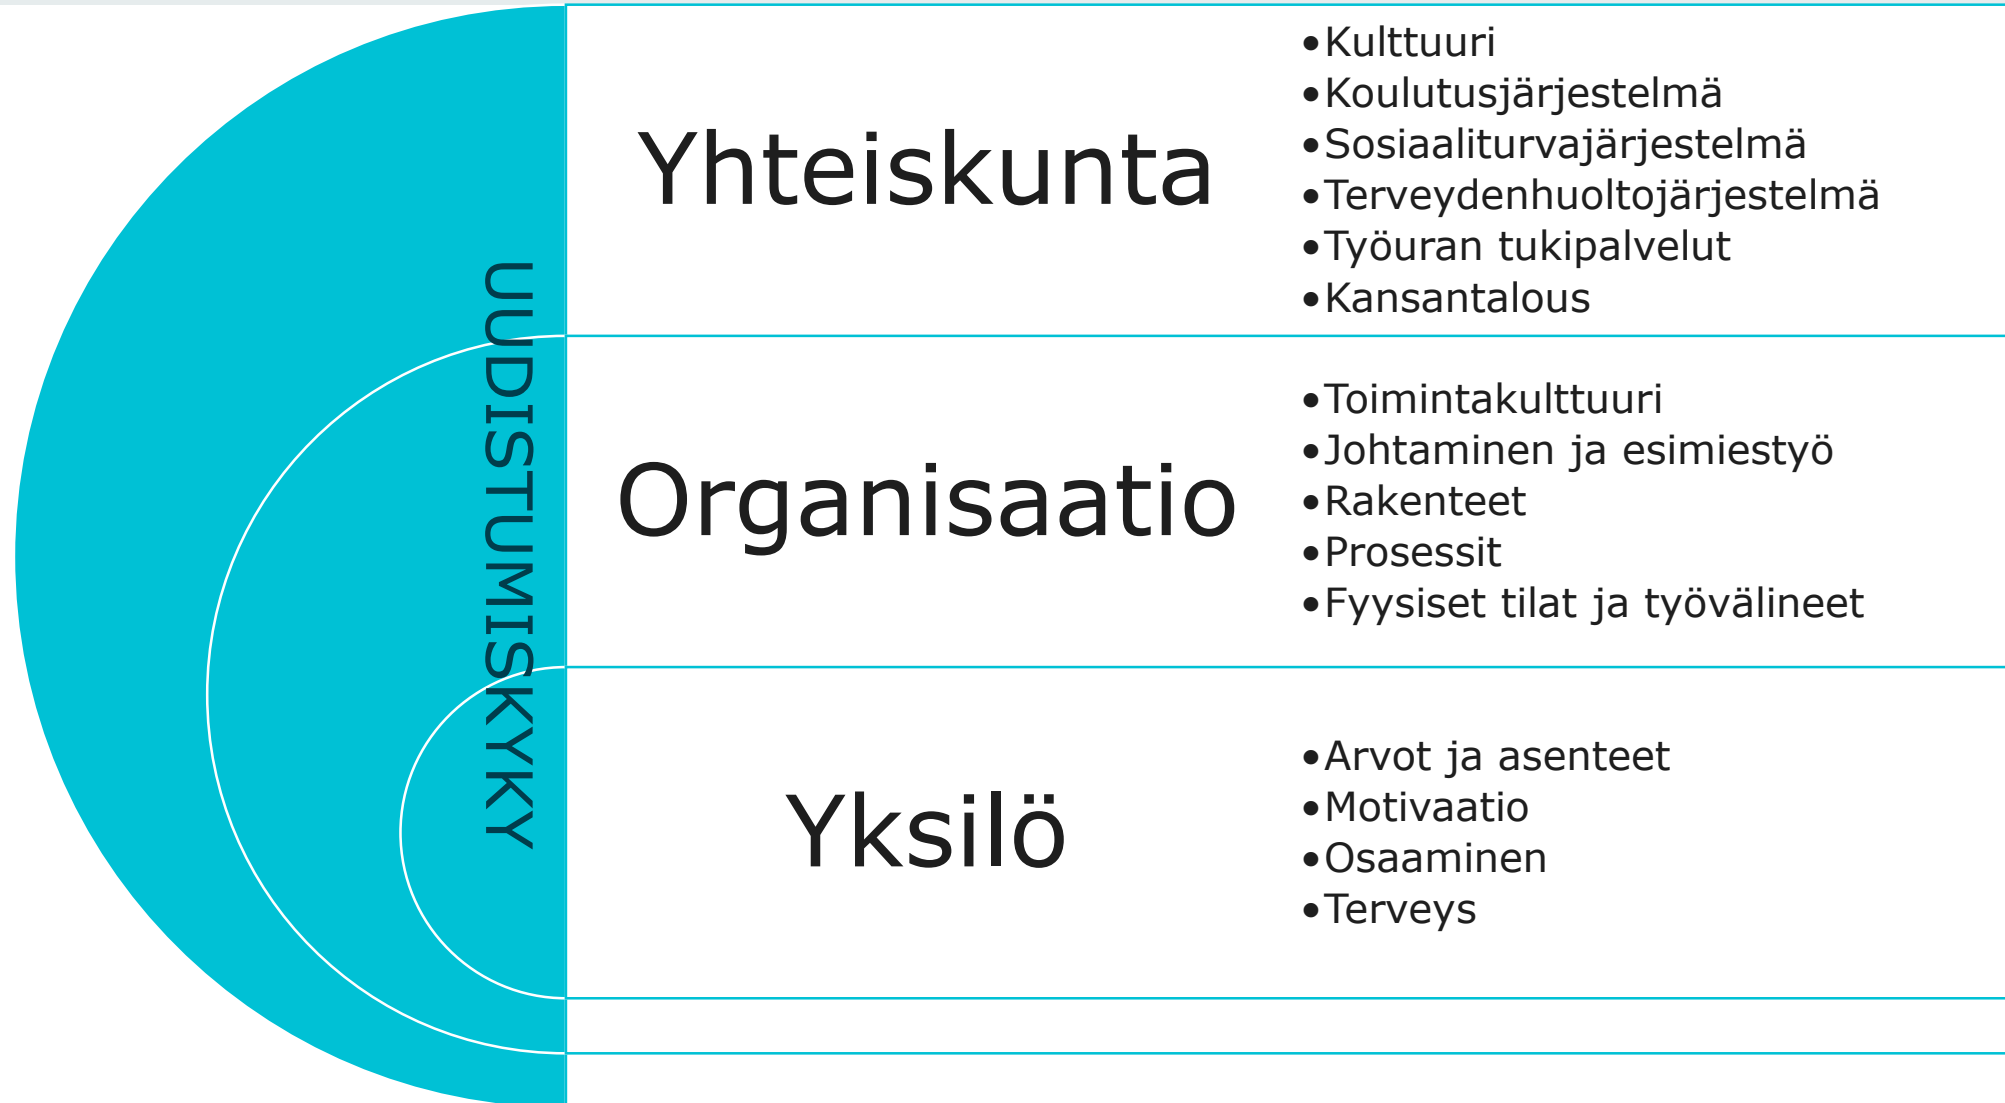 UUDISTUMISKYKY
Yhteiskunta
•Kulttuuri
•Koulutusjärjestelmä
•Sosiaaliturvajärjestelmä
•Terveydenhuoltojärjestelmä
•Työuran tukipalvelut
•Kansantalous
Organisaatio
•Toimintakulttuuri
•Johtaminen ja esimiestyö
•Rakenteet
•Prosessit
•Fyysiset tilat ja työvälineet
Yksilö
•Arvot ja asenteet
•Motivaatio
•Osaaminen
•Terveys